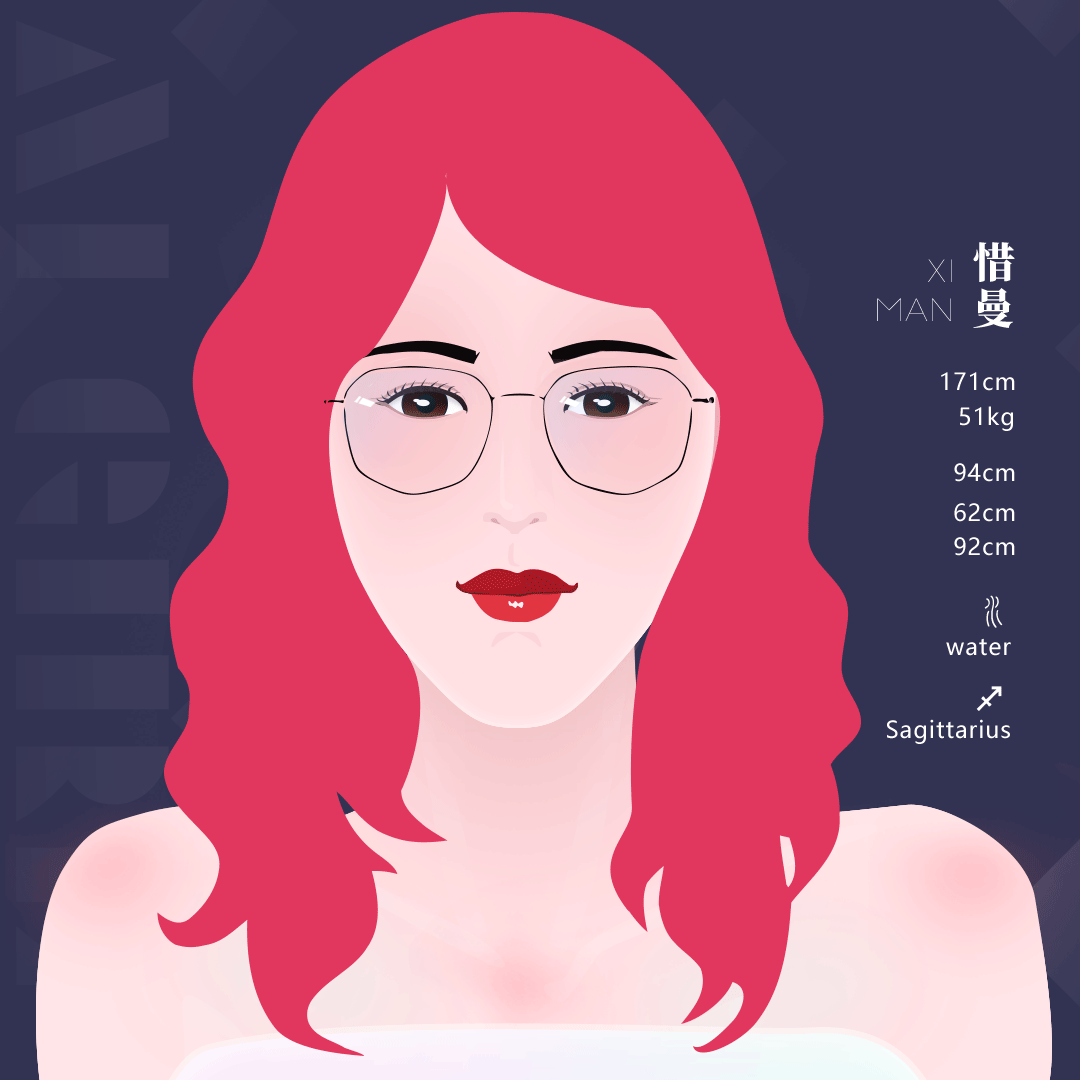 惜曼
XI
MAN
171cm
51kg
94cm
62cm
92cm
water
Sagittarius